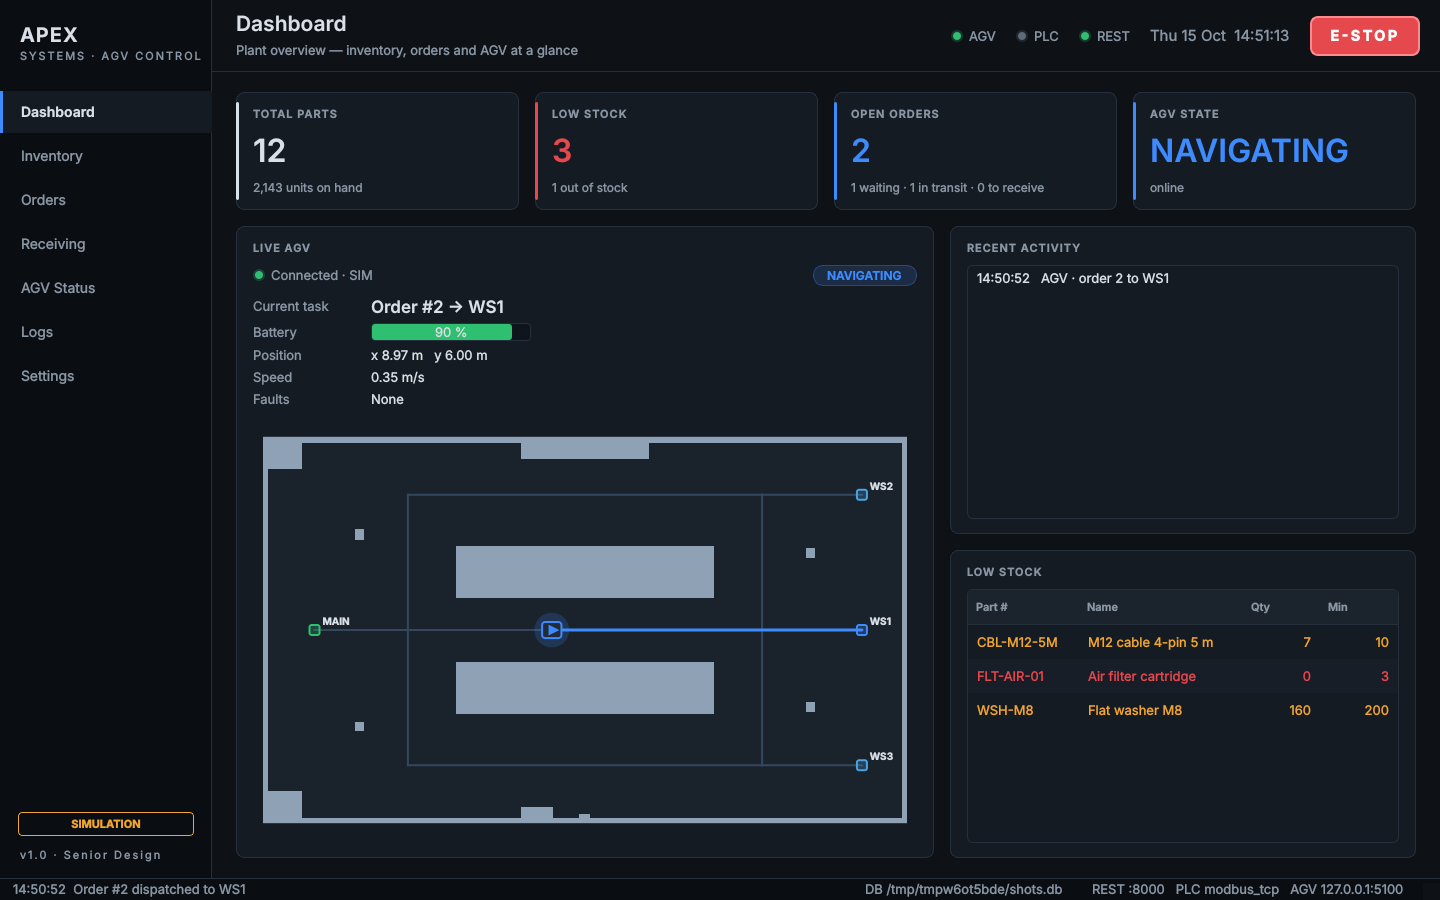 APEX
SYSTEMS · AGV CONTROL
Dashboard
Inventory
Orders
Receiving
AGV Status
Logs
Settings
SIMULATION
v1.0 · Senior Design
Dashboard
Plant overview — inventory, orders and AGV at a glance
AGV PLC REST Thu 15 Oct 14:51:13 E-STOP
TOTAL PARTS
12
2,143 units on hand
LOW STOCK
3
1 out of stock
OPEN ORDERS
2
1 waiting · 1 in transit · 0 to receive
AGV STATE
NAVIGATING
online
LIVE AGV
Connected · SIM NAVIGATING
Current task Order #2 → WS1
Battery 90 %
Position x 8.97 m y 6.00 m
Speed 0.35 m/s
Faults None
WS2
MAIN
WS1
WS3
RECENT ACTIVITY
14:50:52 AGV · order 2 to WS1
LOW STOCK
Part # Name Qty Min
CBL-M12-5M M12 cable 4-pin 5 m 7 10
FLT-AIR-01 Air filter cartridge 0 3
WSH-M8 Flat washer M8 160 200
14:50:52 Order #2 dispatched to WS1
DB /tmp/tmpw6ot5bde/shots.db REST :8000 PLC modbus_tcp AGV 127.0.0.1:5100